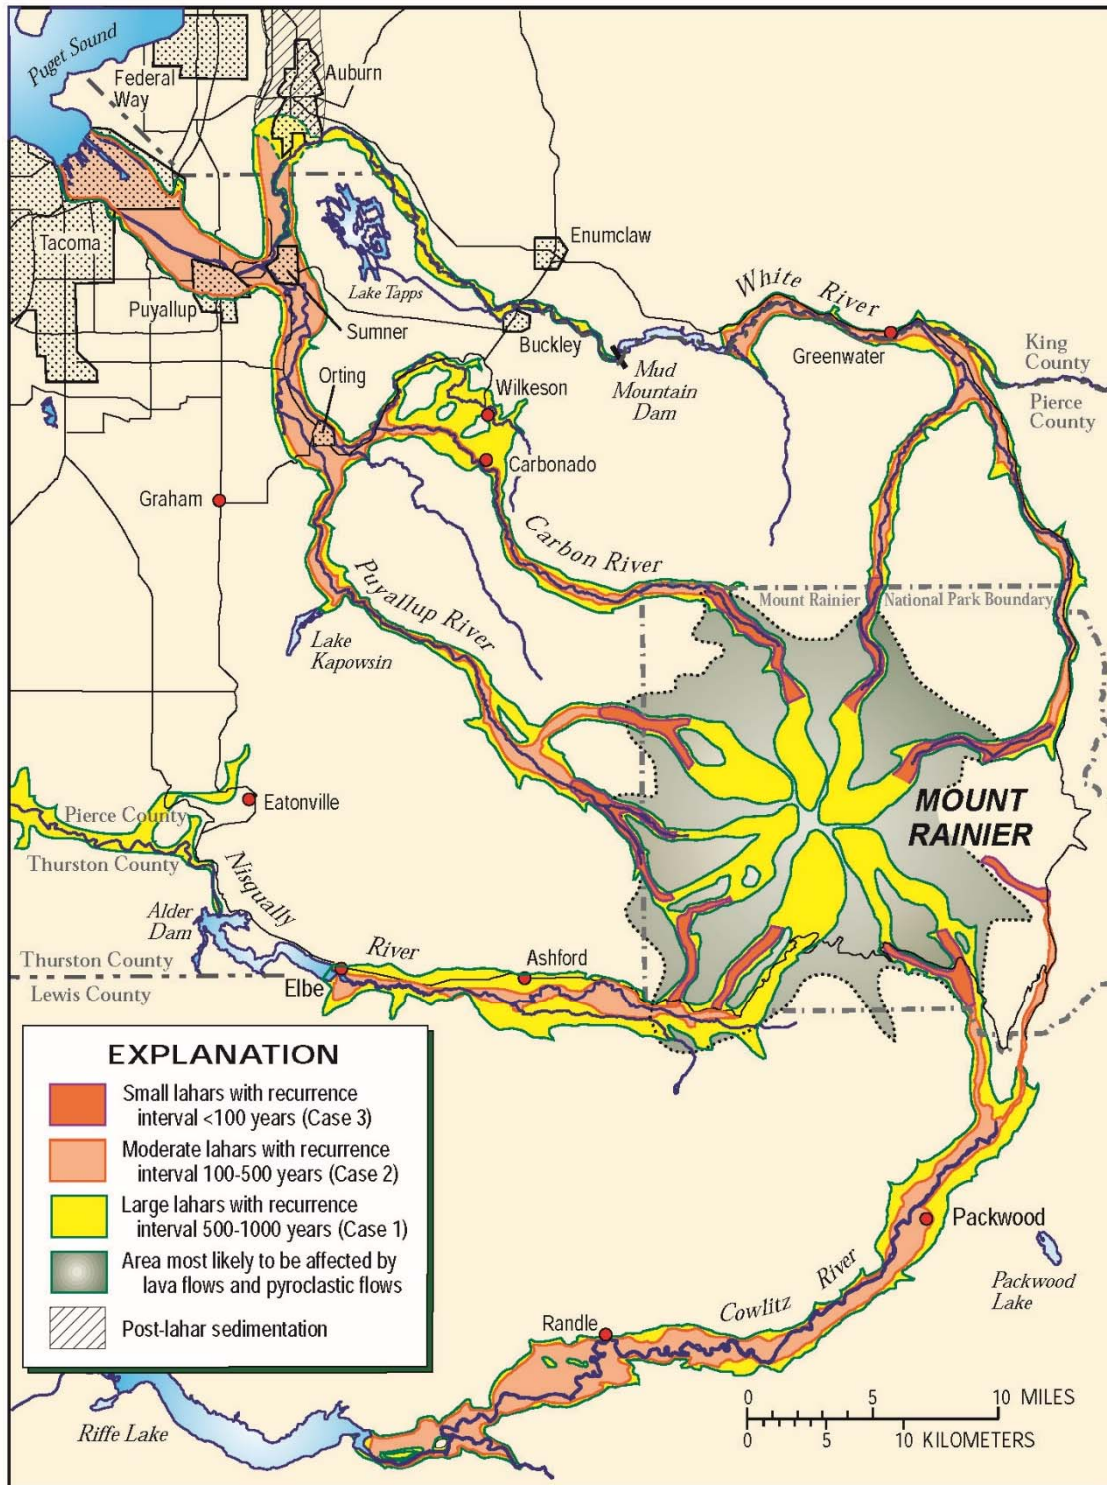 Puget Sound
Federal
Way
Auburn
Tacoma
Puyallup
Sumner
Lake Tapps
Enumclaw
Buckley
Mud
Mountain
Dam
White River
Greenwater
King
County
Pierce
County
Orting
Wilkeson
Carbonado
Graham
Carbon River
Puyallup River
Lake
Kapowsin
Mount Rainier National Park Boundary
MOUNT
RAINIER
Eatonville
Pierce County
Thurston County
Nisqually
River
Alder
Dam
Thurston County
Lewis County
Elbe
Ashford
EXPLANATION
Small lahars with recurrence
interval <100 years (Case 3)
Moderate lahars with recurrence
interval 100-500 years (Case 2)
Large lahars with recurrence
interval 500-1000 years (Case 1)
Area most likely to be affected by
lava flows and pyroclastic flows
Post-lahar sedimentation
Packwood
Packwood
Lake
Cowlitz River
Randle
Riffe Lake
0 5 10 MILES
0 5 10 KILOMETERS